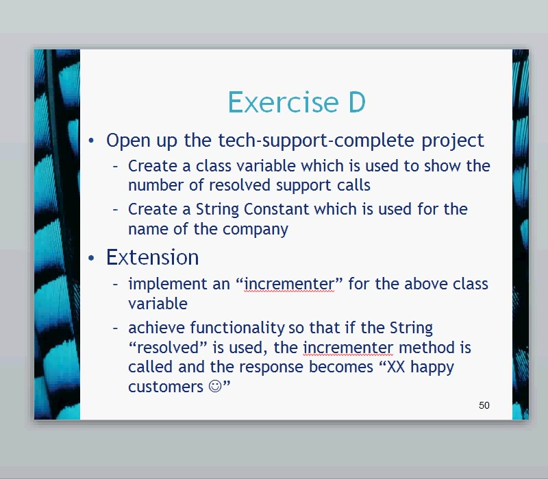 Exercise D
• Open up the tech-support-complete project
- Create a class variable which is used to show the
number of resolved support calls
- Create a String Constant which is used for the
name of the company
• Extension
- implement an “incrementer” for the above class
variable
- achieve functionality so that if the String
“resolved” is used, the incrementer method is
called and the response becomes “XX happy
customers ☺”
50